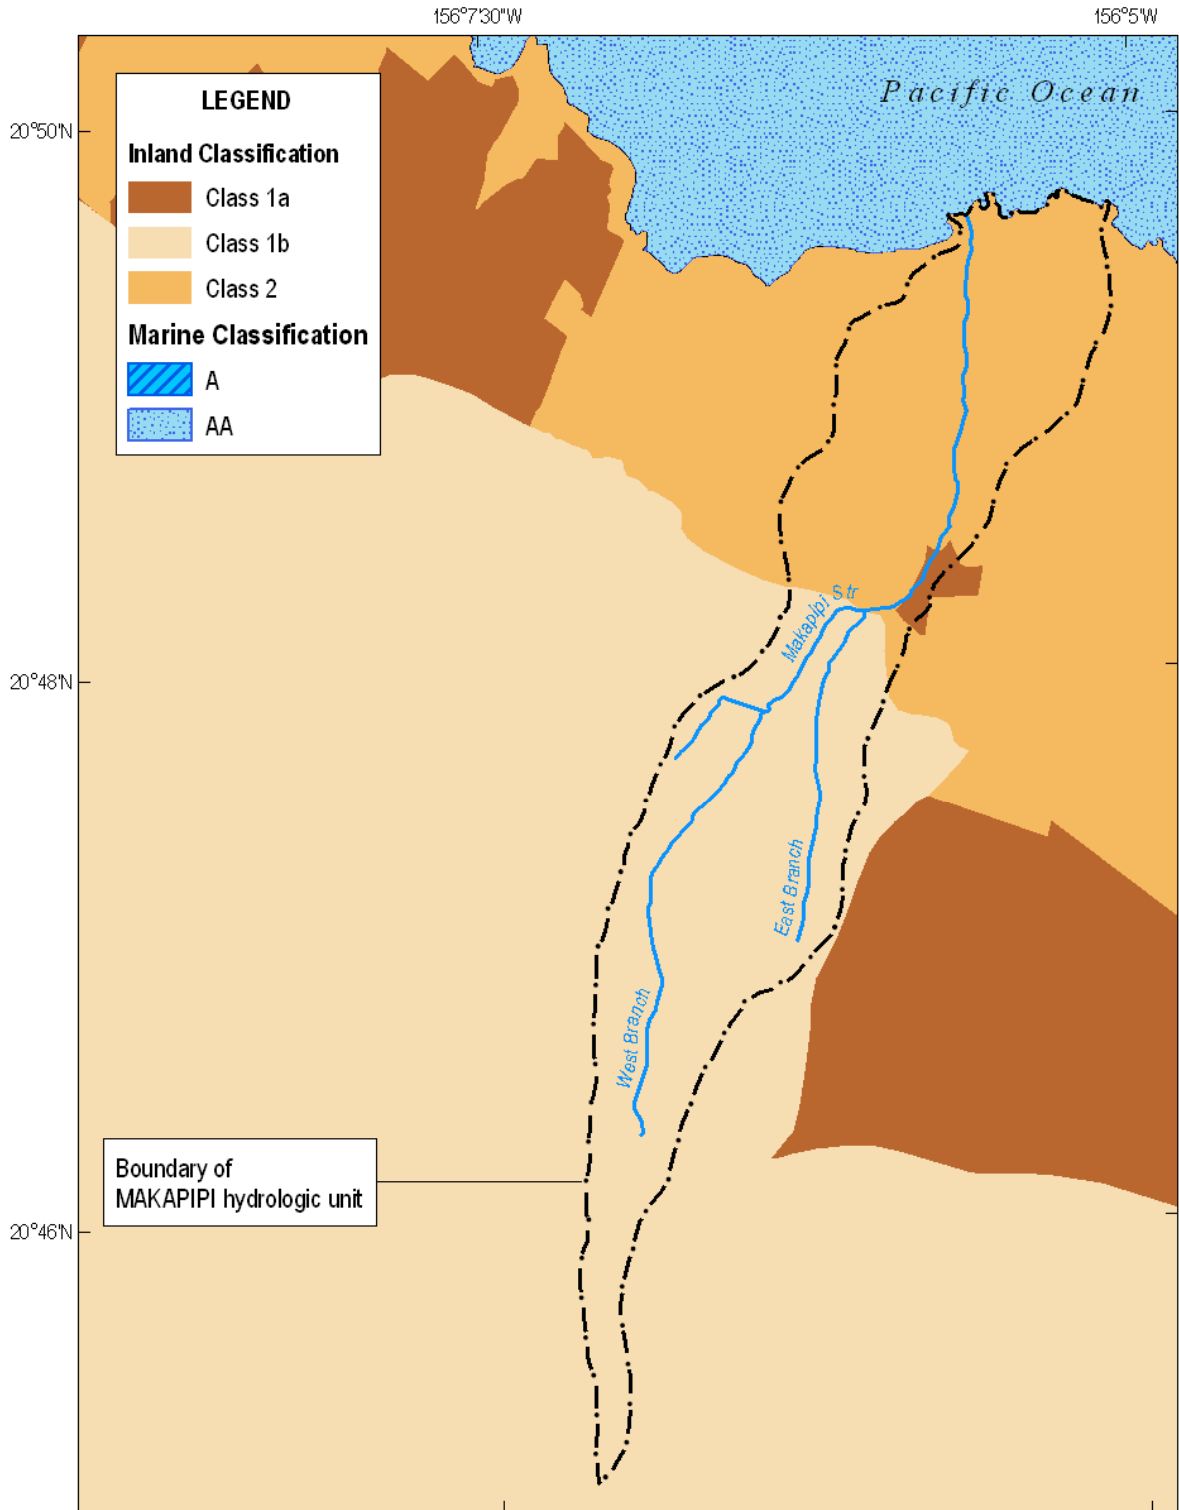 156°7'30"W
156°5'W
20°50'N
Pacific Ocean
LEGEND
Inland Classification
Class 1a
Class 1b
Class 2
Marine Classification
A
AA
Makapipi Str
20°48'N
East Branch
West Branch
Boundary of
MAKAPIPI hydrologic unit
20°46'N